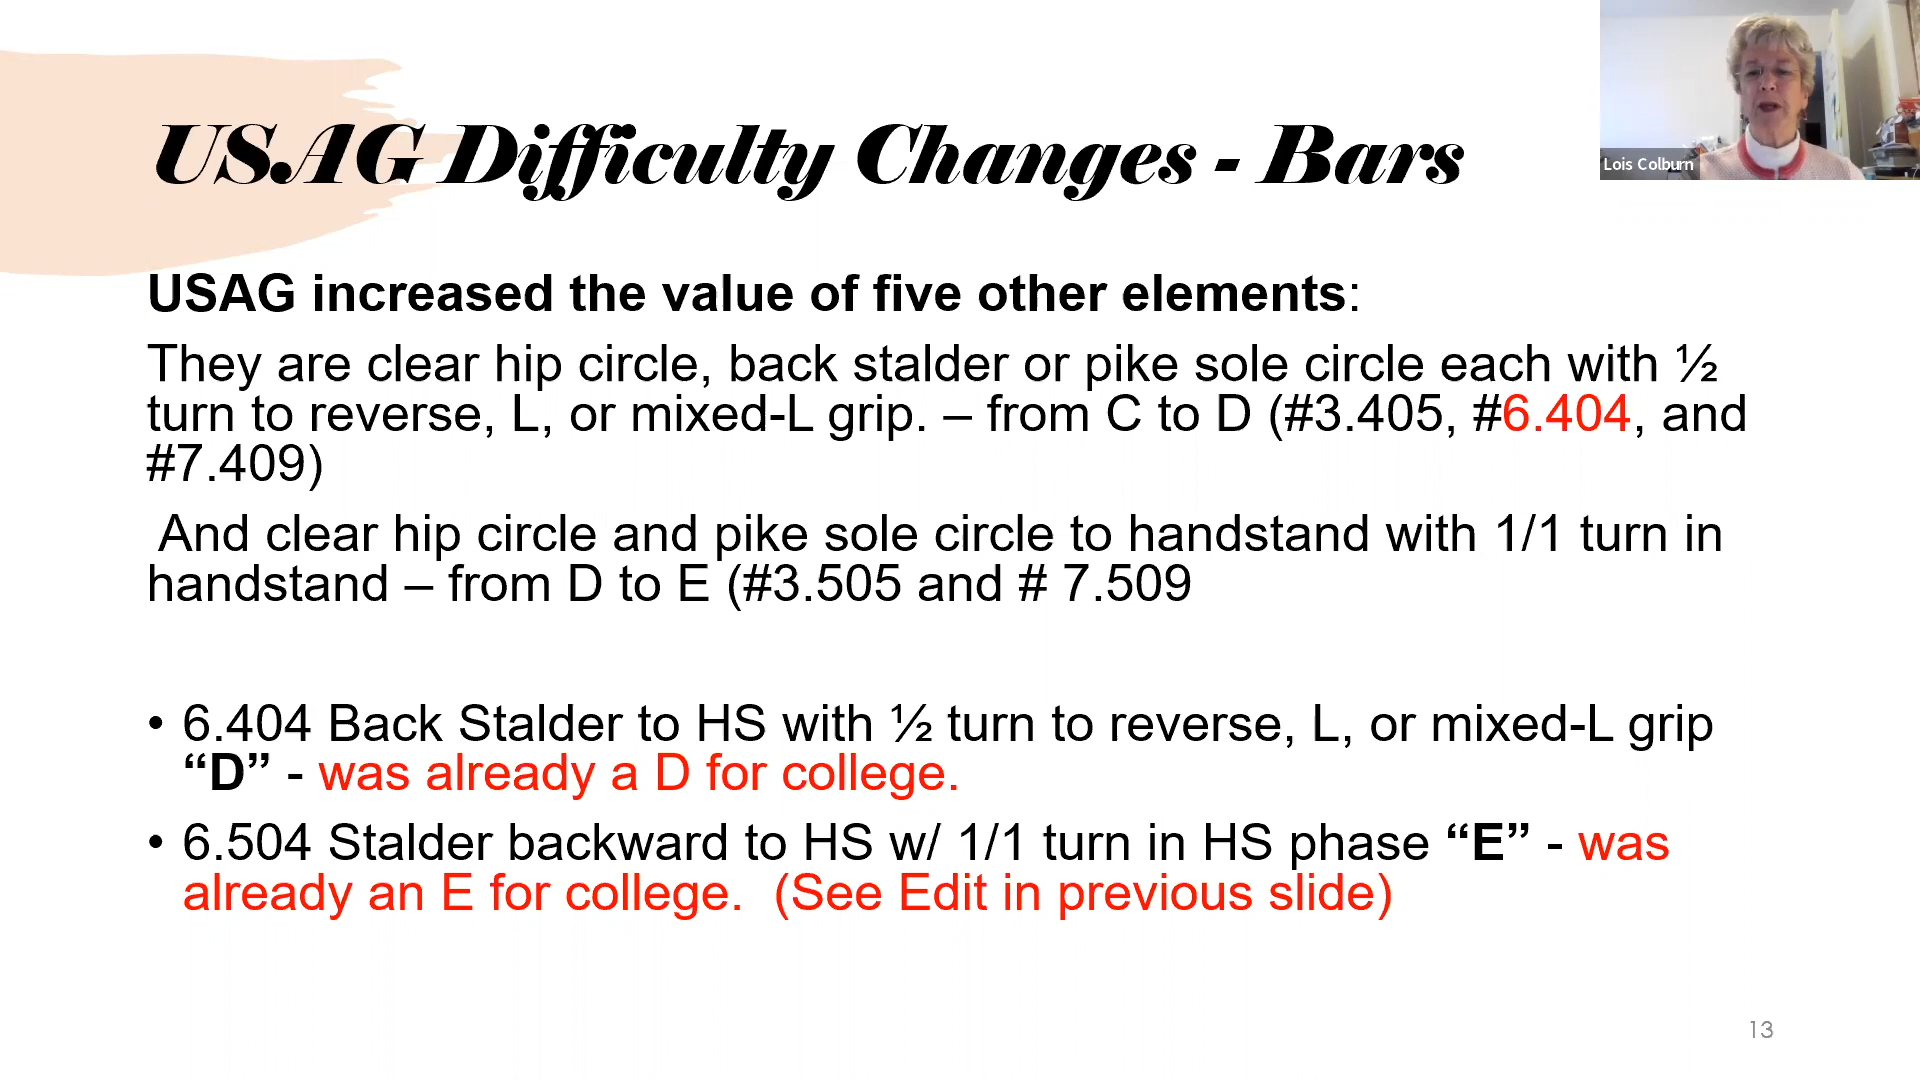 USAG Difficulty Changes - Bars
Lois Colburn
USAG increased the value of five other elements:
They are clear hip circle, back stalder or pike sole circle each with ½
turn to reverse, L, or mixed-L grip. – from C to D (#3.405, #6.404, and
#7.409)
And clear hip circle and pike sole circle to handstand with 1/1 turn in
handstand – from D to E (#3.505 and # 7.509
• 6.404 Back Stalder to HS with ½ turn to reverse, L, or mixed-L grip
“D” - was already a D for college.
• 6.504 Stalder backward to HS w/ 1/1 turn in HS phase “E” - was
already an E for college. (See Edit in previous slide)
13